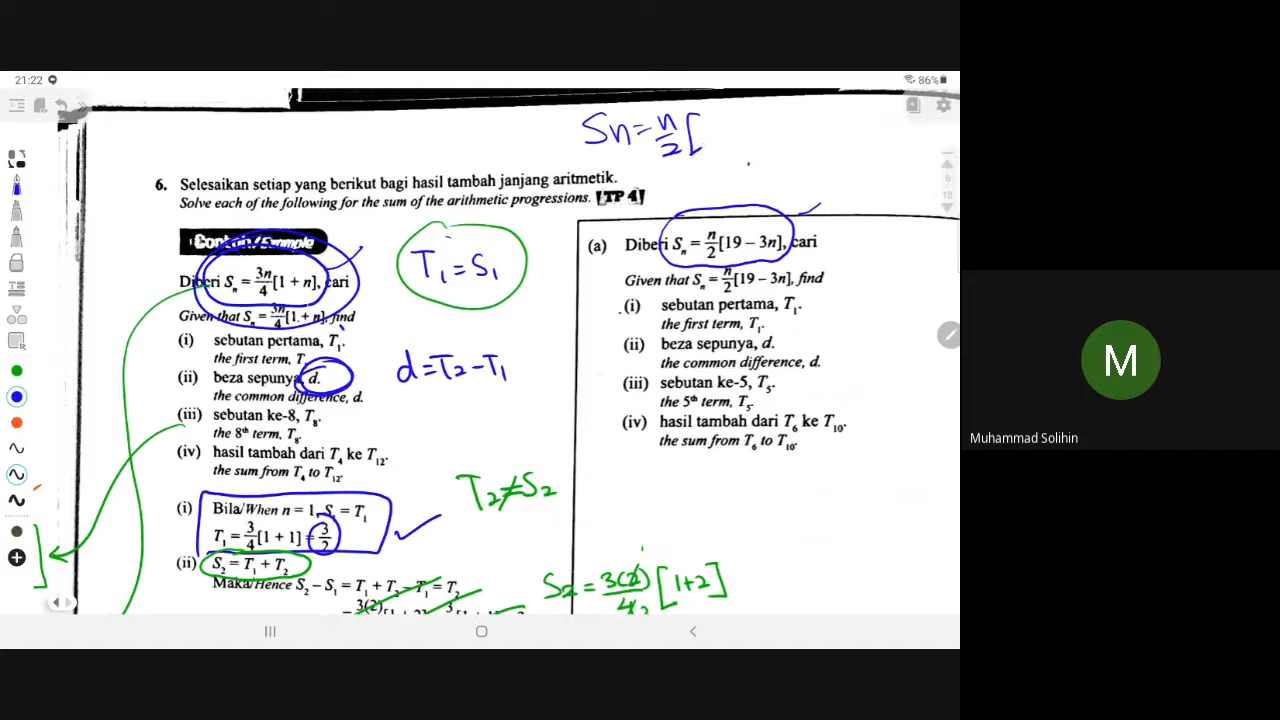 21:22
86%
Sn = n/2 [
6. Selesaikan setiap yang berikut bagi hasil tambah janjang aritmetik.
Solve each of the following for the sum of the arithmetic progressions. [TP 4]
Contoh/Example
Diberi Sₙ = 3n/4 [1 + n], cari
Given that Sₙ = 3n/4 [1 + n], find
(i) sebutan pertama, T₁.
the first term, T
(ii) beza sepunya, d.
the common difference, d.
(iii) sebutan ke-8, T₈.
the 8th term, T₈.
(iv) hasil tambah dari T₄ ke T₁₂.
the sum from T₄ to T₁₂.
(i) Bila/When n = 1, S₁ = T₁
T₁ = 3/4 [1 + 1] = 3/2
(ii) S₂ = T₁ + T₂
Maka/Hence S₂ – S₁ = T₁ + T₂ – T₁ = T₂
T₁ = S₁
d = T₂ – T₁
T₂ ≠ S₂
S₂ = 3(2)/4 [1+2]
(a) Diberi Sₙ = n/2 [19 – 3n], cari
Given that Sₙ = n/2 [19 – 3n], find
(i) sebutan pertama, T₁.
the first term, T₁.
(ii) beza sepunya, d.
the common difference, d.
(iii) sebutan ke-5, T₅.
the 5th term, T₅.
(iv) hasil tambah dari T₆ ke T₁₀.
the sum from T₆ to T₁₀.
M
Muhammad Solihin